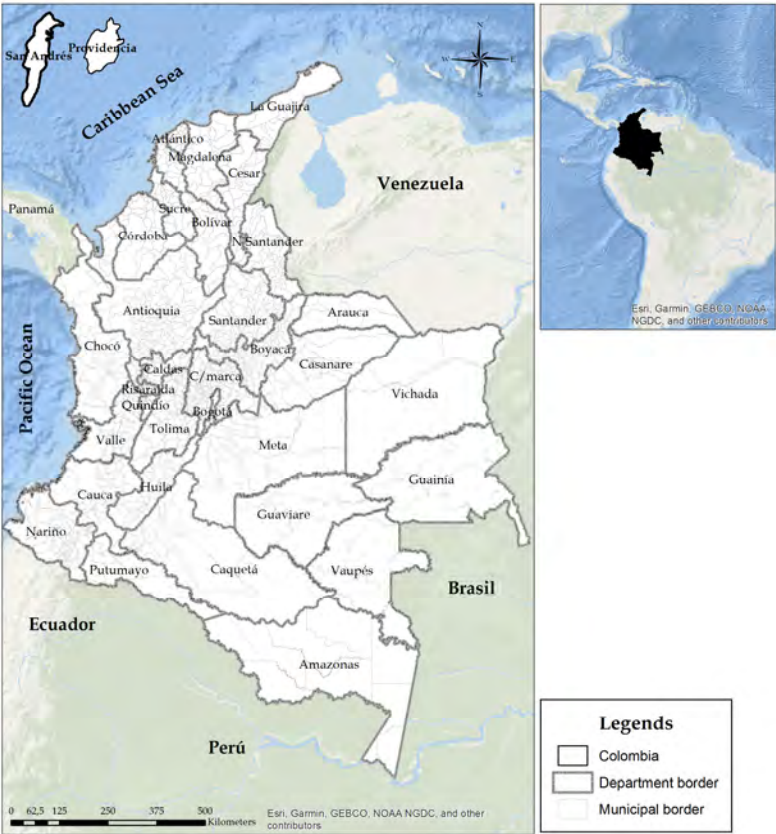 San Andrés
Providencia
Caribbean Sea
N
W
E
S
La Guajira
Atlántico
Magdalena
Cesar
Venezuela
Panamá
Sucre
Bolívar
Córdoba
N.Santander
Antioquia
Santander
Arauca
Chocó
Boyacá
Casanare
Caldas
C/marca
Risaralda
Quindío
Bogotá
Vichada
Pacific Ocean
Valle
Tolima
Meta
Guainía
Cauca
Huila
Guaviare
Nariño
Putumayo
Caquetá
Vaupés
Brasil
Ecuador
Amazonas
Perú
0 62,5 125 250 375 500
Kilometers
Esri, Garmin, GEBCO, NOAA NGDC, and other
contributors
Esri, Garmin, GEBCO, NOAA
NGDC, and other contributors
Legends
Colombia
Department border
Municipal border